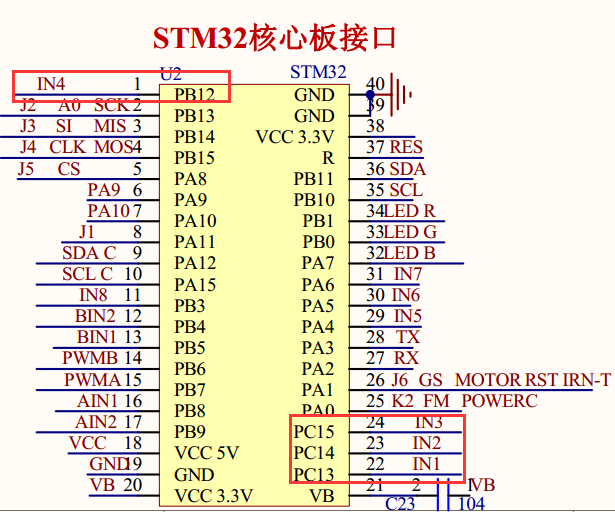 STM32核心板接口
U2 STM32
IN4 1 PB12 GND 40
J2 A0 SCK 2 PB13 GND 39
J3 SI MIS 3 PB14 VCC 3.3V 38
J4 CLK MOS 4 PB15 R 37 RES
J5 CS 5 PA8 PB11 36 SDA
PA9 6 PA9 PB10 35 SCL
PA10 7 PA10 PB1 34 LED R
J1 8 PA11 PB0 33 LED G
SDA C 9 PA12 PA7 32 LED B
SCL C 10 PA15 PA6 31 IN7
IN8 11 PB3 PA5 30 IN6
BIN2 12 PB4 PA4 29 IN5
BIN1 13 PB5 PA3 28 TX
PWMB 14 PB6 PA2 27 RX
PWMA 15 PB7 PA1 26 J6 GS MOTOR RST IRN-T
AIN1 16 PB8 PA0 25 K2 FM POWERC
AIN2 17 PB9 PC15 24 IN3
VCC 18 VCC 5V PC14 23 IN2
GND 19 GND PC13 22 IN1
VB 20 VCC 3.3V VB 21 2 1 VB
C23 104